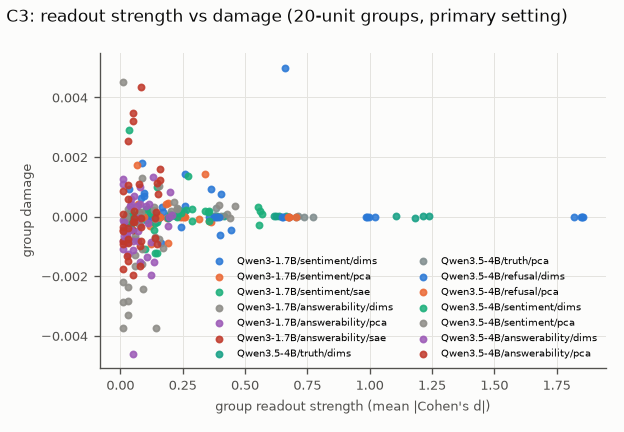 C3: readout strength vs damage (20-unit groups, primary setting)
0.004
0.002
0.000
−0.002
−0.004
group damage
Qwen3-1.7B/sentiment/dims
Qwen3-1.7B/sentiment/pca
Qwen3-1.7B/sentiment/sae
Qwen3-1.7B/answerability/dims
Qwen3-1.7B/answerability/pca
Qwen3-1.7B/answerability/sae
Qwen3.5-4B/truth/dims
Qwen3.5-4B/truth/pca
Qwen3.5-4B/refusal/dims
Qwen3.5-4B/refusal/pca
Qwen3.5-4B/sentiment/dims
Qwen3.5-4B/sentiment/pca
Qwen3.5-4B/answerability/dims
Qwen3.5-4B/answerability/pca
0.00 0.25 0.50 0.75 1.00 1.25 1.50 1.75
group readout strength (mean |Cohen's d|)